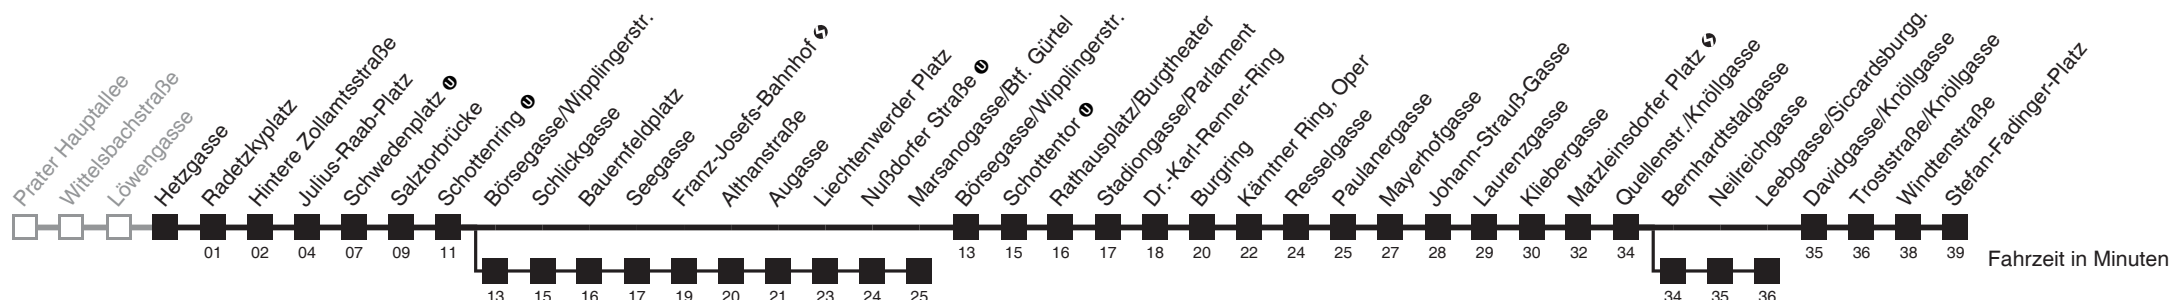 Prater Hauptallee
Wittelsbachstraße
Löwengasse
Hetzgasse
Radetzkyplatz
Hintere Zollamtsstraße
Julius-Raab-Platz
Schwedenplatz U
Salztorbrücke
Schottenring U
Börsegasse/Wipplingerstr.
Schlickgasse
Bauernfeldplatz
Seegasse
Franz-Josefs-Bahnhof S
Althanstraße
Augasse
Liechtenwerder Platz
Nußdorfer Straße U
Marsanogasse/Btf. Gürtel
Börsegasse/Wipplingerstr.
Schottentor U
Rathausplatz/Burgtheater
Stadiongasse/Parlament
Dr.-Karl-Renner-Ring
Burgring
Kärntner Ring, Oper
Resselgasse
Paulanergasse
Mayerhofgasse
Johann-Strauß-Gasse
Laurenzgasse
Kliebergasse
Matzleinsdorfer Platz S
Quellenstr./Knöllgasse
Bernhardtstalgasse
Neilreichgasse
Leebgasse/Siccardsburgg.
Davidgasse/Knöllgasse
Troststraße/Knöllgasse
Windtenstraße
Stefan-Fadinger-Platz
01 02 04 07 09 11 13 15 16 17 18 20 22 24 25 27 28 29 30 32 34 35 36 38 39
Fahrzeit in Minuten
13 15 16 17 19 20 21 23 24 25 34 35 36